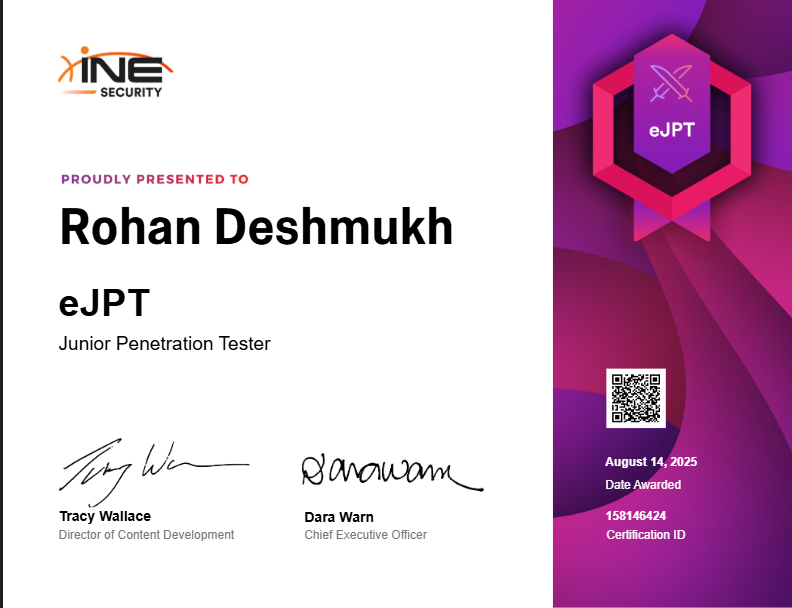 INE
SECURITY
eJPT
PROUDLY PRESENTED TO
Rohan Deshmukh
eJPT
Junior Penetration Tester
Tracy Wallace
Director of Content Development
Dara Warn
Chief Executive Officer
August 14, 2025
Date Awarded
158146424
Certification ID